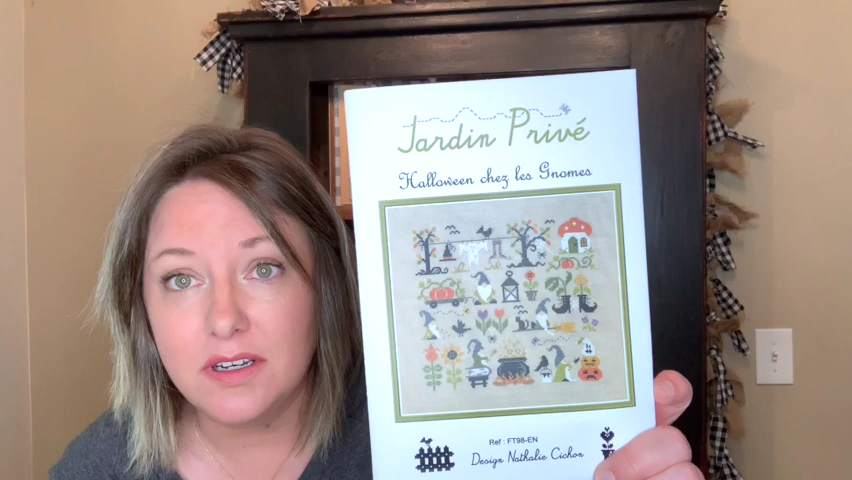 Jardin Privé
Halloween chez les Gnomes
Ref : FT98-EN
Design Nathalie Cichon